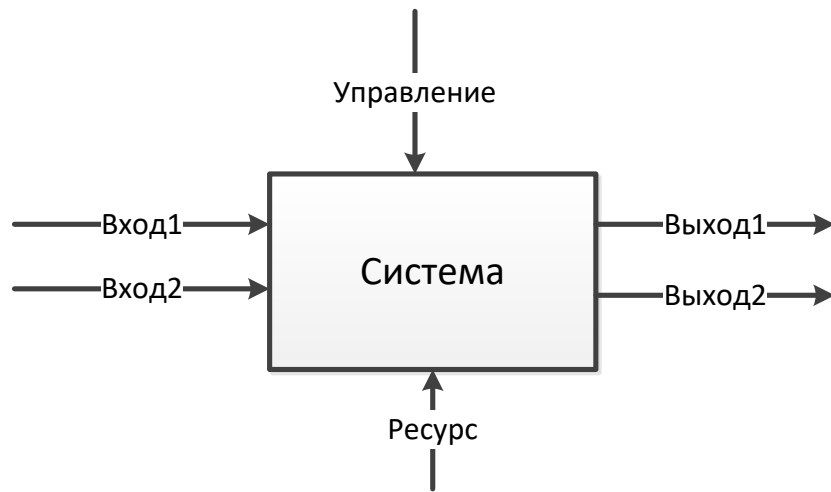 Управление
Вход1
Выход1
Система
Вход2
Выход2
Ресурс